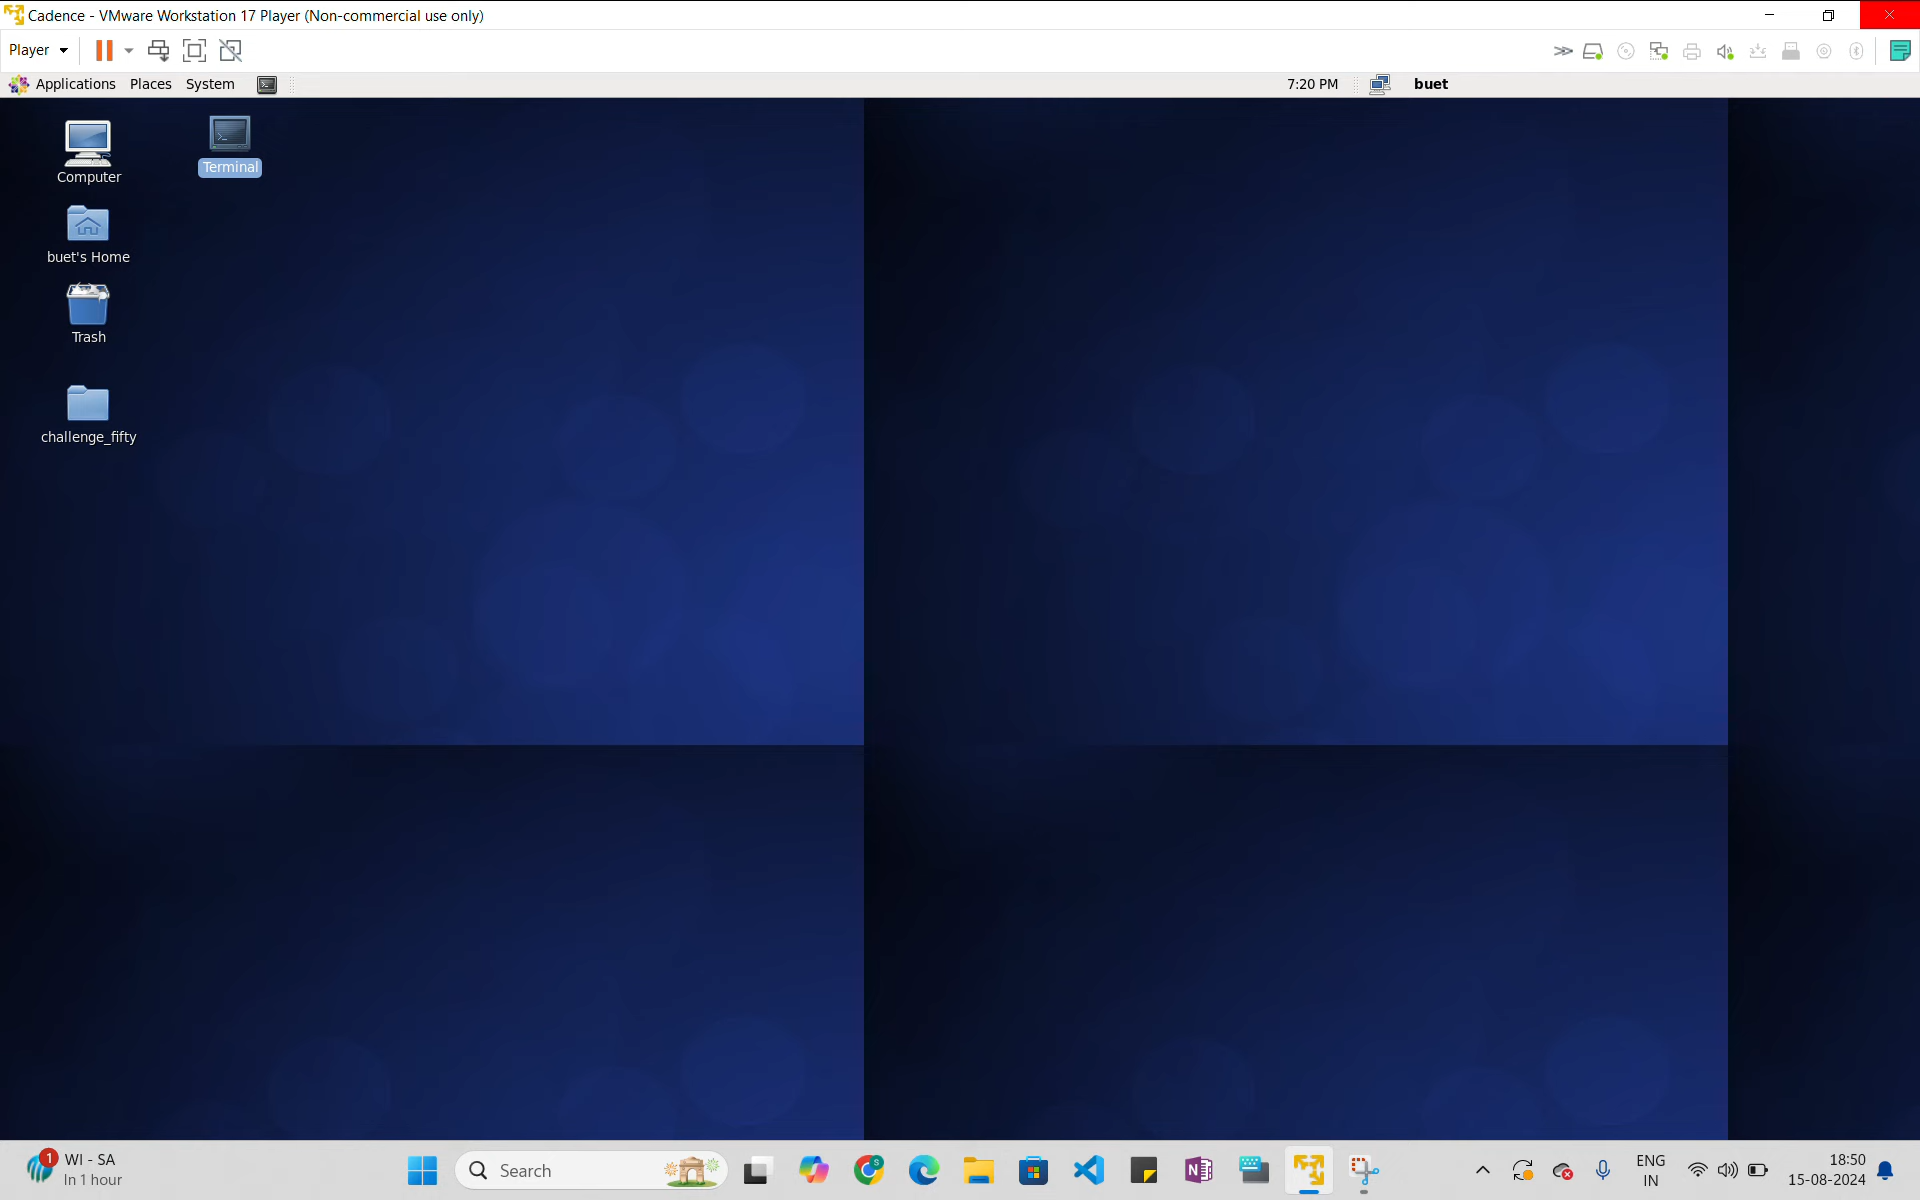 Cadence - VMware Workstation 17 Player (Non-commercial use only)
Player
Applications Places System 7:20 PM buet
Computer
Terminal
buet's Home
Trash
challenge_fifty
1
WI - SA
In 1 hour
Search
S
N
ENG
IN
18:50
15-08-2024